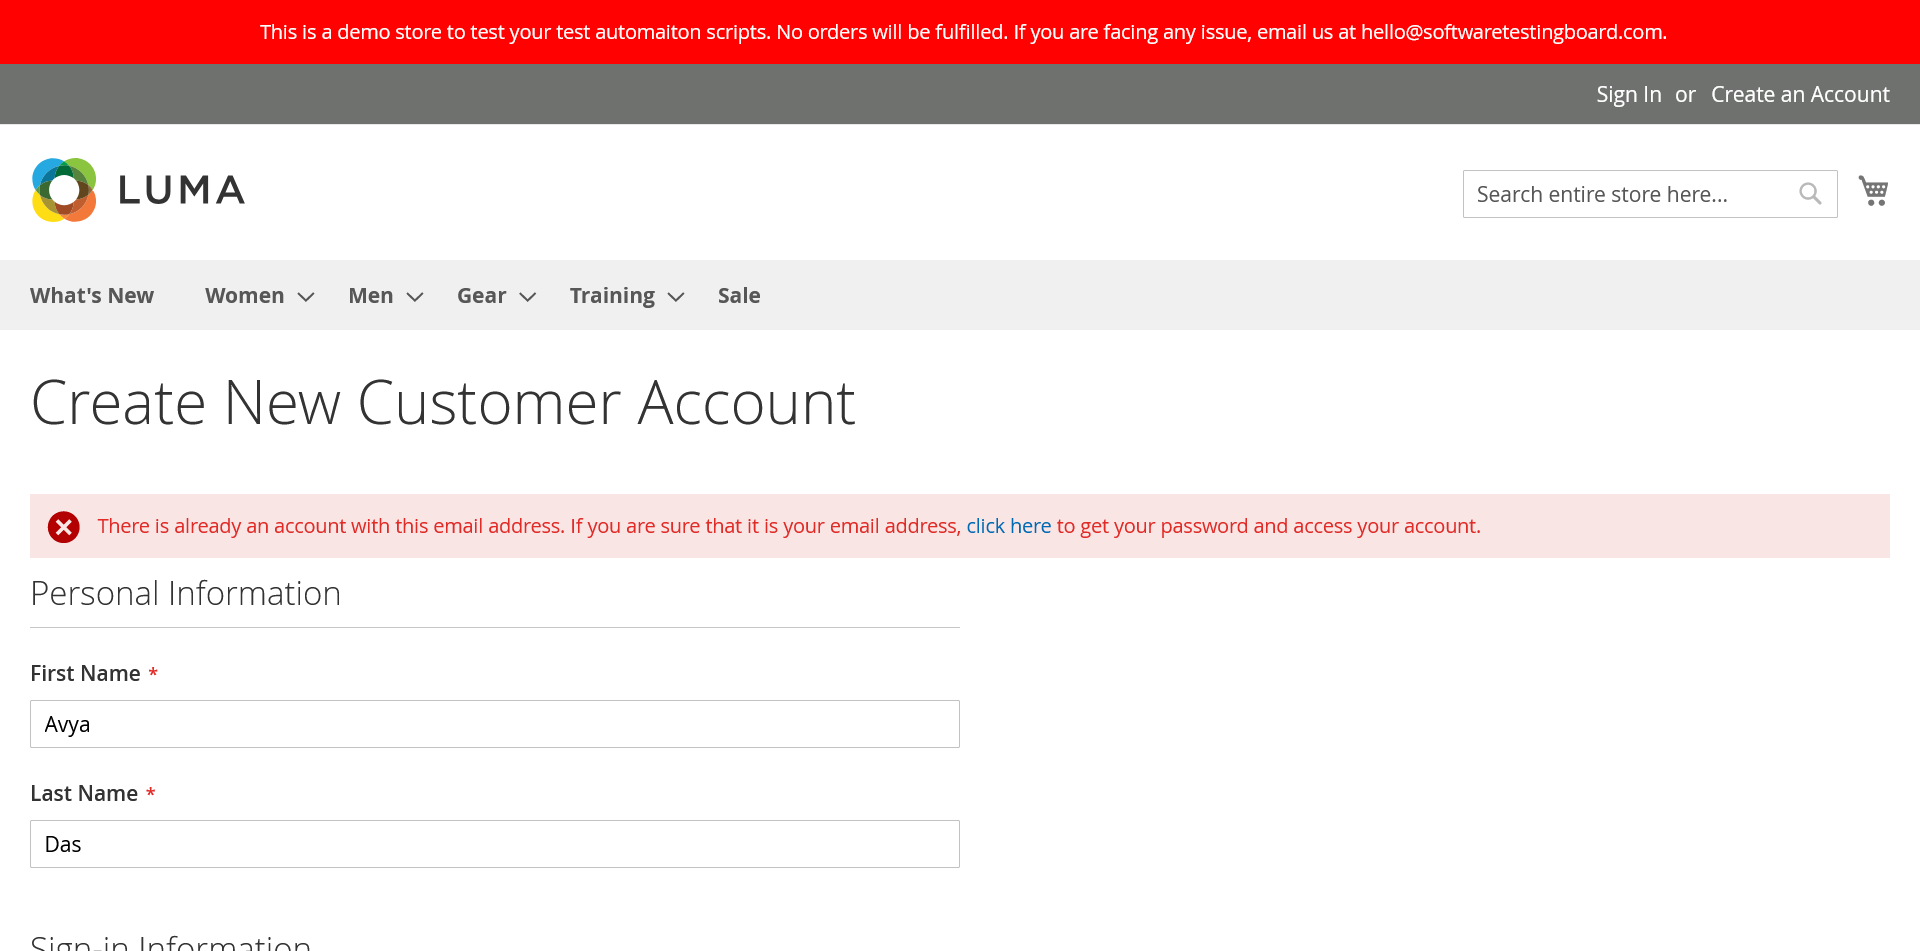 This is a demo store to test your test automaiton scripts. No orders will be fulfilled. If you are facing any issue, email us at hello@softwaretestingboard.com.
Sign In or Create an Account
LUMA
Search entire store here...
What's New Women Men Gear Training Sale
Create New Customer Account
There is already an account with this email address. If you are sure that it is your email address, click here to get your password and access your account.
Personal Information
First Name *
Avya
Last Name *
Das
Sign-in Information